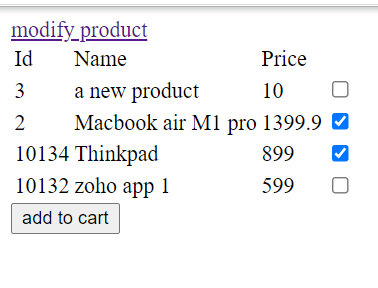 modify product
Id Name Price
3 a new product 10
2 Macbook air M1 pro 1399.9
10134 Thinkpad 899
10132 zoho app 1 599
add to cart